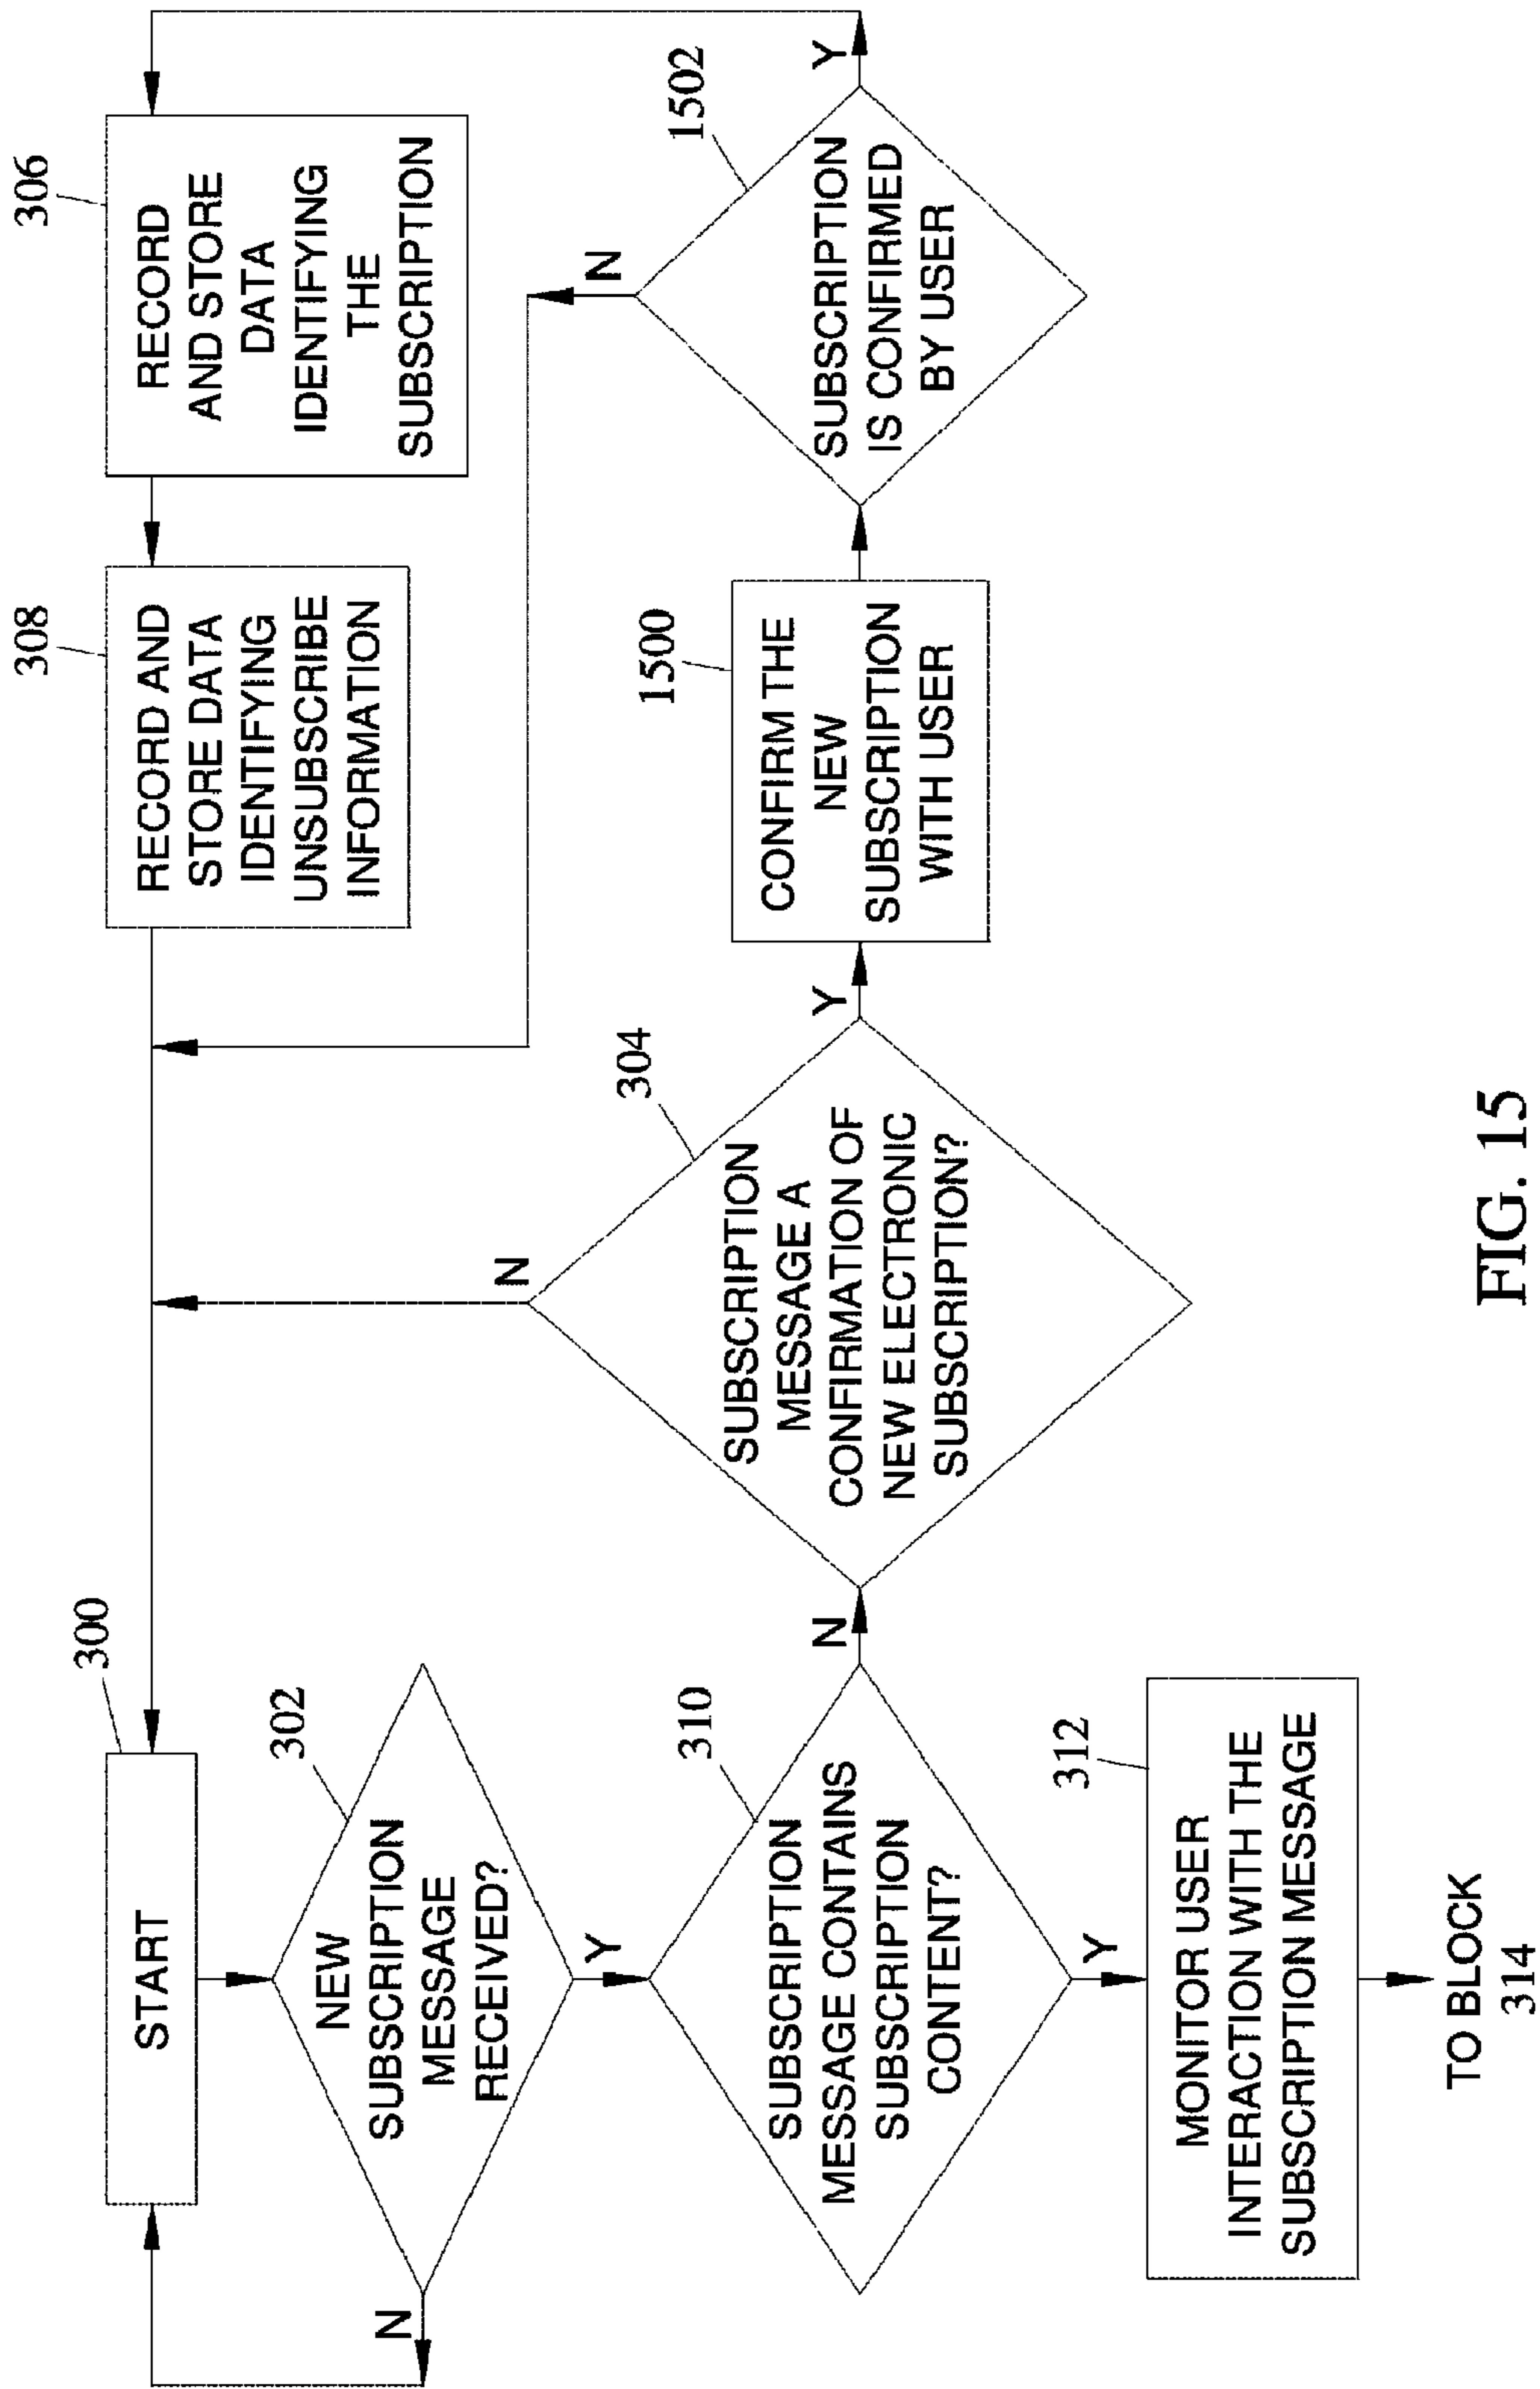 300
START
302
NEW
SUBSCRIPTION
MESSAGE
RECEIVED?
N
Y
310
SUBSCRIPTION
MESSAGE CONTAINS
SUBSCRIPTION
CONTENT?
N
Y
312
MONITOR USER
INTERACTION WITH THE
SUBSCRIPTION MESSAGE
TO BLOCK
314
304
SUBSCRIPTION
MESSAGE A
CONFIRMATION OF
NEW ELECTRONIC
SUBSCRIPTION?
N
Y
1500
CONFIRM THE
NEW
SUBSCRIPTION
WITH USER
1502
SUBSCRIPTION
IS CONFIRMED
BY USER
N
Y
306
RECORD
AND STORE
DATA
IDENTIFYING
THE
SUBSCRIPTION
308
RECORD AND
STORE DATA
IDENTIFYING
UNSUBSCRIBE
INFORMATION
FIG. 15